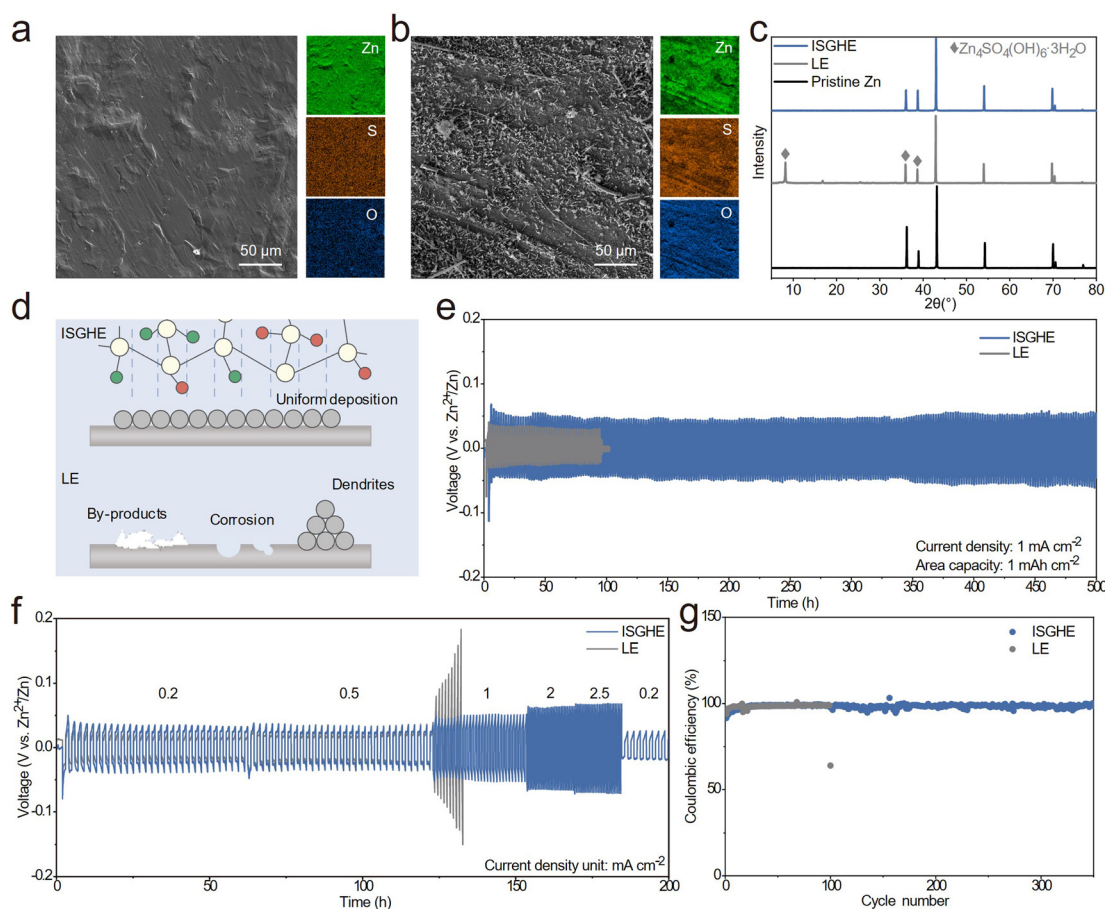 a
Zn
S
O
50 μm
b
Zn
S
O
50 μm
c
ISGHE
LE
Pristine Zn
◆Zn₄SO₄(OH)₆·3H₂O
Intensity
10 20 30 40 50 60 70 80
2θ(°)
d
ISGHE
Uniform deposition
LE
Dendrites
By-products
Corrosion
e
ISGHE
LE
Voltage (V vs. Zn²⁺/Zn)
0.2
0.1
0.0
-0.1
-0.2
Current density: 1 mA cm⁻²
Area capacity: 1 mAh cm⁻²
0 50 100 150 200 250 300 350 400 450 500
Time (h)
f
ISGHE
LE
Voltage (V vs. Zn²⁺/Zn)
0.2
0.1
0.0
-0.1
-0.2
0.2 0.5 1 2 2.5 0.2
Current density unit: mA cm⁻²
0 50 100 150 200
Time (h)
g
ISGHE
LE
Coulombic efficiency (%)
150
100
50
0
0 100 200 300
Cycle number